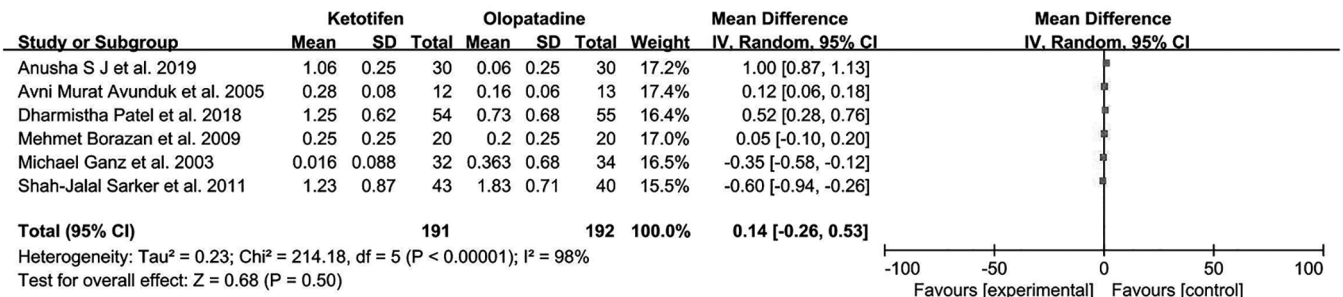 Ketotifen Olopatadine Mean Difference Mean Difference
Study or Subgroup Mean SD Total Mean SD Total Weight IV, Random, 95% CI IV, Random, 95% CI
Anusha S J et al. 2019 1.06 0.25 30 0.06 0.25 30 17.2% 1.00 [0.87, 1.13]
Avni Murat Avunduk et al. 2005 0.28 0.08 12 0.16 0.06 13 17.4% 0.12 [0.06, 0.18]
Dharmistha Patel et al. 2018 1.25 0.62 54 0.73 0.68 55 16.4% 0.52 [0.28, 0.76]
Mehmet Borazan et al. 2009 0.25 0.25 20 0.2 0.25 20 17.0% 0.05 [-0.10, 0.20]
Michael Ganz et al. 2003 0.016 0.088 32 0.363 0.68 34 16.5% -0.35 [-0.58, -0.12]
Shah-Jalal Sarker et al. 2011 1.23 0.87 43 1.83 0.71 40 15.5% -0.60 [-0.94, -0.26]
Total (95% CI) 191 192 100.0% 0.14 [-0.26, 0.53]
Heterogeneity: Tau² = 0.23; Chi² = 214.18, df = 5 (P < 0.00001); I² = 98%
Test for overall effect: Z = 0.68 (P = 0.50)
-100 -50 0 50 100
Favours [experimental] Favours [control]